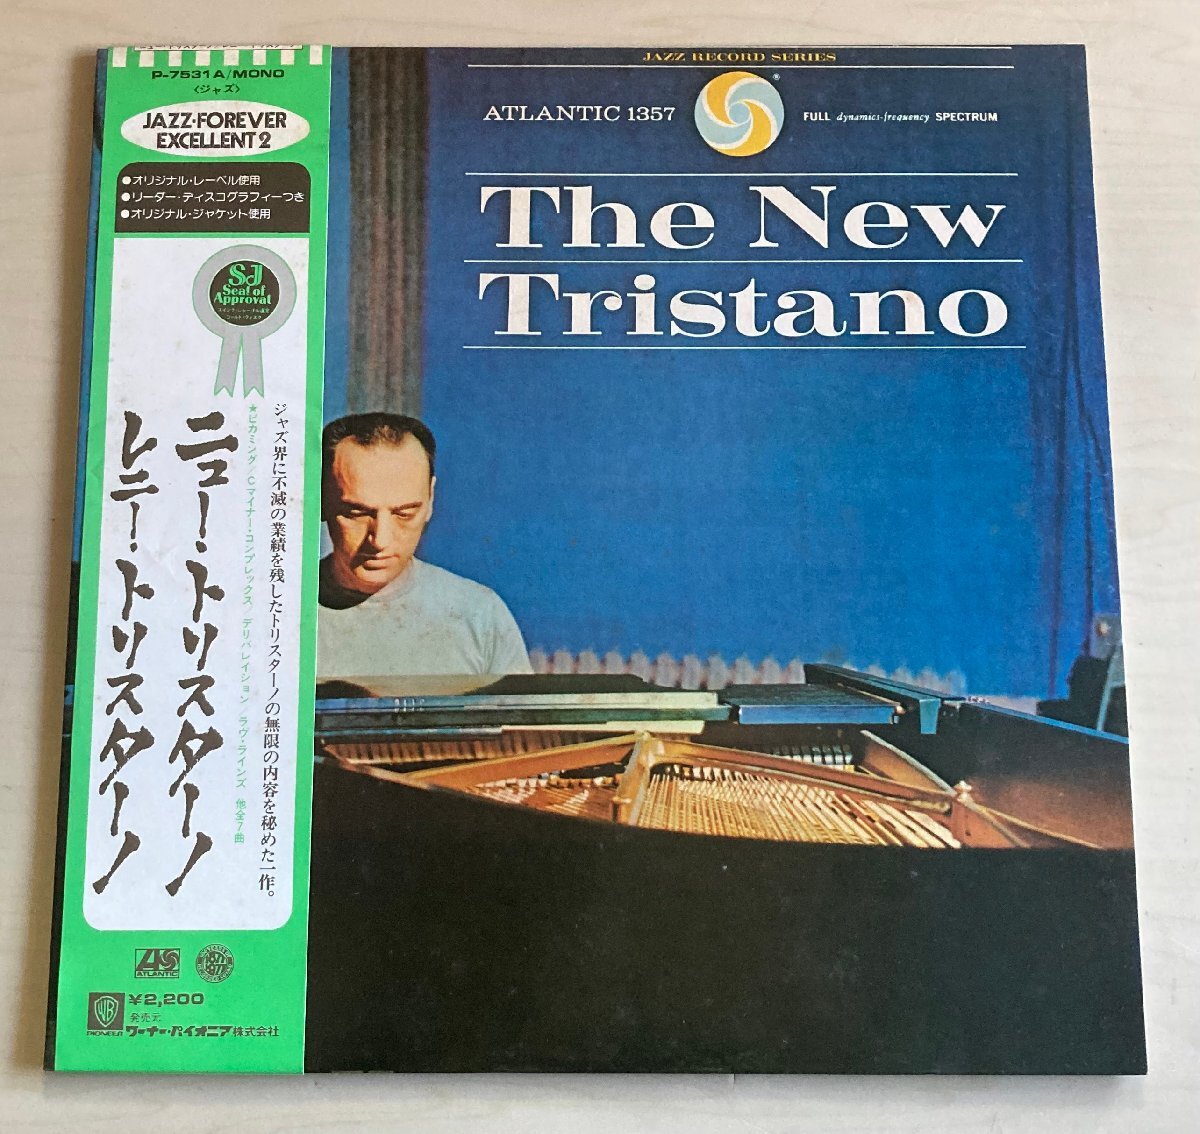 P-7531A/MONO
〈ジャズ〉
JAZZ・FOREVER
EXCELLENT 2
●オリジナル・レーベル使用
●リーダー・ディスコグラフィーつき
●オリジナル・ジャケット使用
SJ
Seal of
Approval
ジャズ界に不滅の業績を残したトリスターノの無限の内容を秘めた一作。
★ビカミング/Cマイナー・コンプレックス/デリバレイション/ラヴ・ラインズ 他全7曲
ニュー・トリスターノ
レニー・トリスターノ
ATLANTIC
¥2,200
発売元
WB
PIONEER
ワーナー・パイオニア株式会社
JAZZ RECORD SERIES
ATLANTIC 1357
®
FULL dynamics-frequency SPECTRUM
The New
Tristano